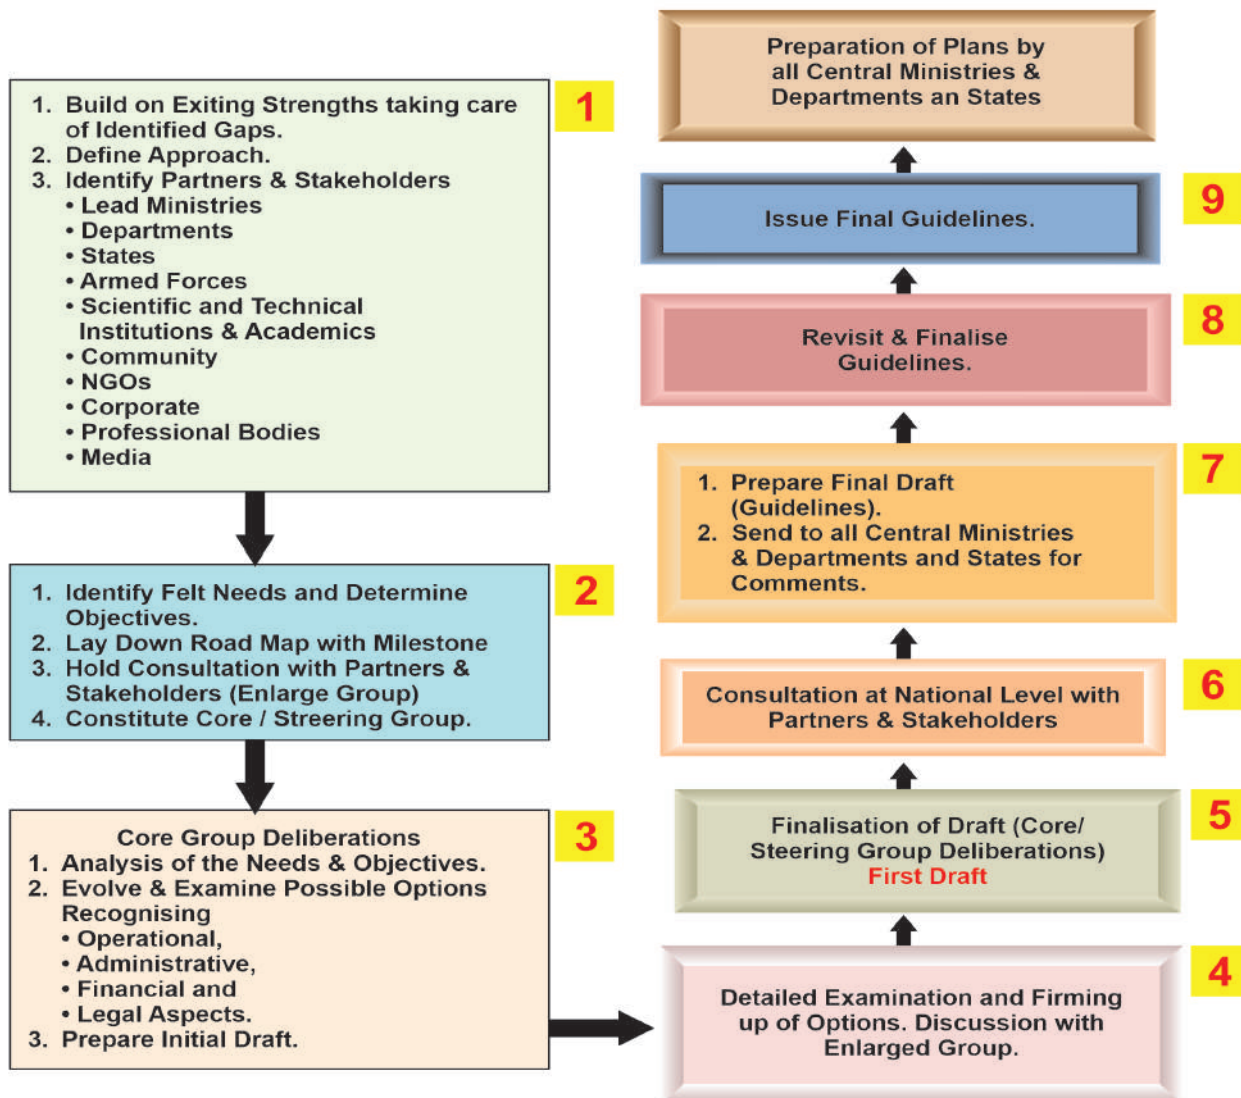 1. Build on Exiting Strengths taking care
of Identified Gaps.
2. Define Approach.
3. Identify Partners & Stakeholders
• Lead Ministries
• Departments
• States
• Armed Forces
• Scientific and Technical
Institutions & Academics
• Community
• NGOs
• Corporate
• Professional Bodies
• Media
1
1. Identify Felt Needs and Determine
Objectives.
2. Lay Down Road Map with Milestone
3. Hold Consultation with Partners &
Stakeholders (Enlarge Group)
4. Constitute Core / Streering Group.
2
Core Group Deliberations
1. Analysis of the Needs & Objectives.
2. Evolve & Examine Possible Options
Recognising
• Operational,
• Administrative,
• Financial and
• Legal Aspects.
3. Prepare Initial Draft.
3
Detailed Examination and Firming
up of Options. Discussion with
Enlarged Group.
4
Finalisation of Draft (Core/
Steering Group Deliberations)
First Draft
5
Consultation at National Level with
Partners & Stakeholders
6
1. Prepare Final Draft
(Guidelines).
2. Send to all Central Ministries
& Departments and States for
Comments.
7
Revisit & Finalise
Guidelines.
8
Issue Final Guidelines.
9
Preparation of Plans by
all Central Ministries &
Departments an States